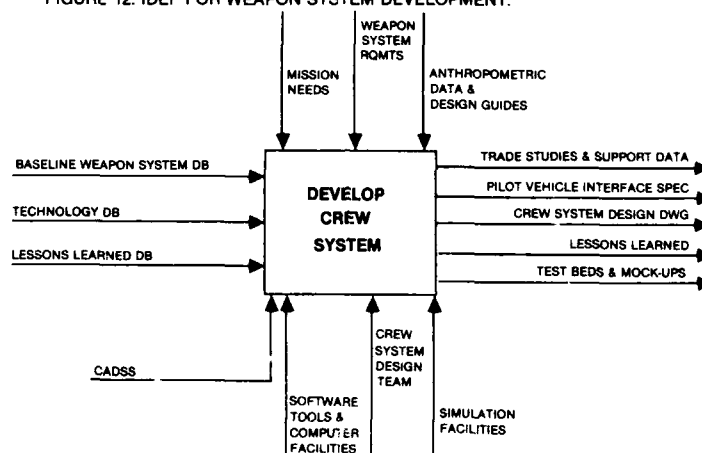 FIGURE 12. IDEF FOR WEAPON SYSTEM DEVELOPMENT.
WEAPON
SYSTEM
RQMTS
MISSION
NEEDS
ANTHROPOMETRIC
DATA &
DESIGN GUIDES
BASELINE WEAPON SYSTEM DB
TECHNOLOGY DB
LESSONS LEARNED DB
DEVELOP
CREW
SYSTEM
TRADE STUDIES & SUPPORT DATA
PILOT VEHICLE INTERFACE SPEC
CREW SYSTEM DESIGN DWG
LESSONS LEARNED
TEST BEDS & MOCK-UPS
CADSS
SOFTWARE
TOOLS &
COMPUTER
FACILITIES
CREW
SYSTEM
DESIGN
TEAM
SIMULATION
FACILITIES